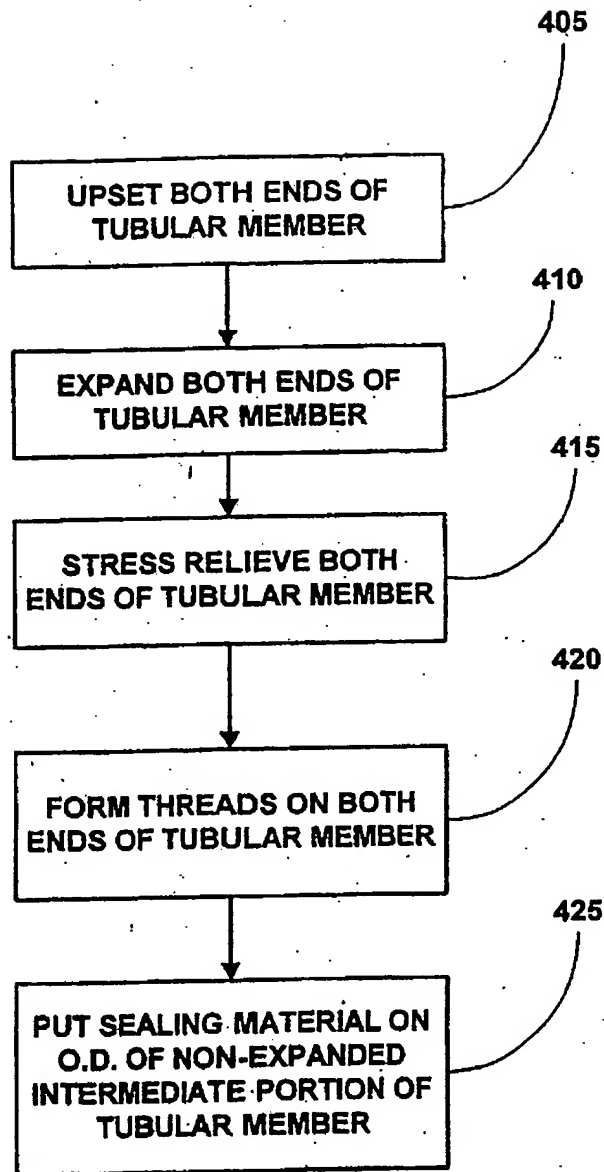 405
UPSET BOTH ENDS OF
TUBULAR MEMBER
410
EXPAND BOTH ENDS OF
TUBULAR MEMBER
415
STRESS RELIEVE BOTH
ENDS OF TUBULAR MEMBER
420
FORM THREADS ON BOTH
ENDS OF TUBULAR MEMBER
425
PUT SEALING MATERIAL ON
O.D. OF NON-EXPANDED
INTERMEDIATE PORTION OF
TUBULAR MEMBER